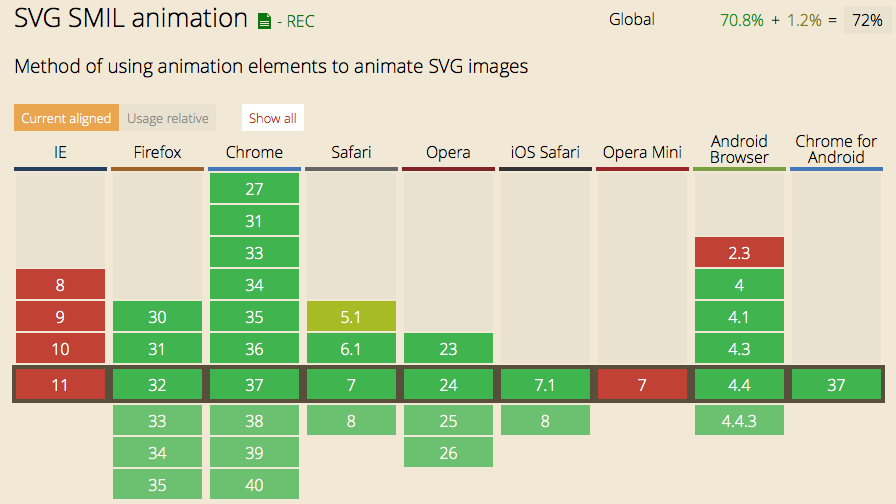 SVG SMIL animation - REC
Global 70.8% + 1.2% = 72%
Method of using animation elements to animate SVG images
Current aligned Usage relative Show all
IE Firefox Chrome Safari Opera iOS Safari Opera Mini Android Browser Chrome for Android
27
31
33 2.3
8 34 4
9 30 35 5.1 4.1
10 31 36 6.1 23 4.3
11 32 37 7 24 7.1 7 4.4 37
33 38 8 25 8 4.4.3
34 39 26
35 40